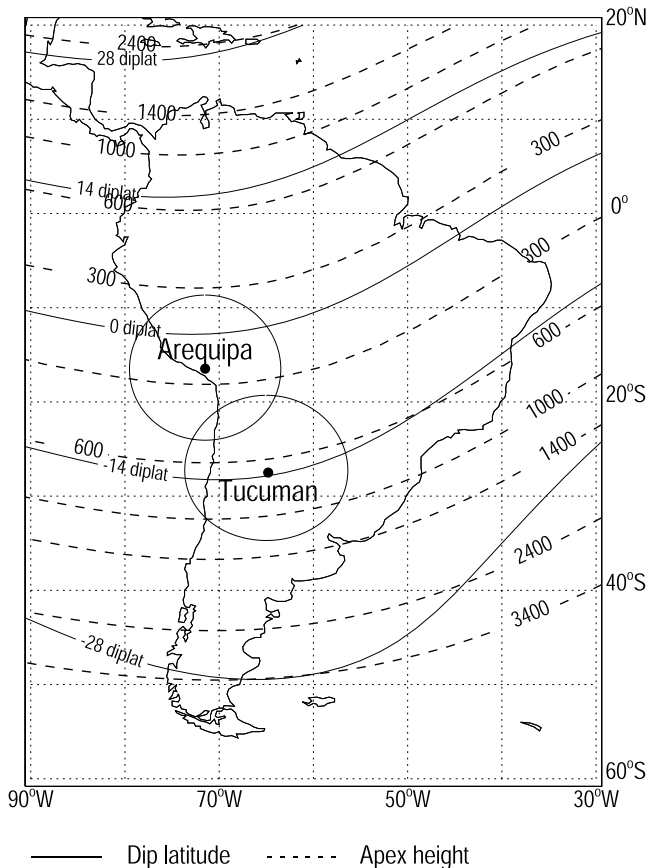 20°N
2400
28 diplat
1400
1000
300
14 diplat
600
0°
300
300
0 diplat
600
Arequipa
20°S
1000
600
-14 diplat
1400
Tucuman
2400
40°S
3400
-28 diplat
60°S
90°W 70°W 50°W 30°W
Dip latitude Apex height